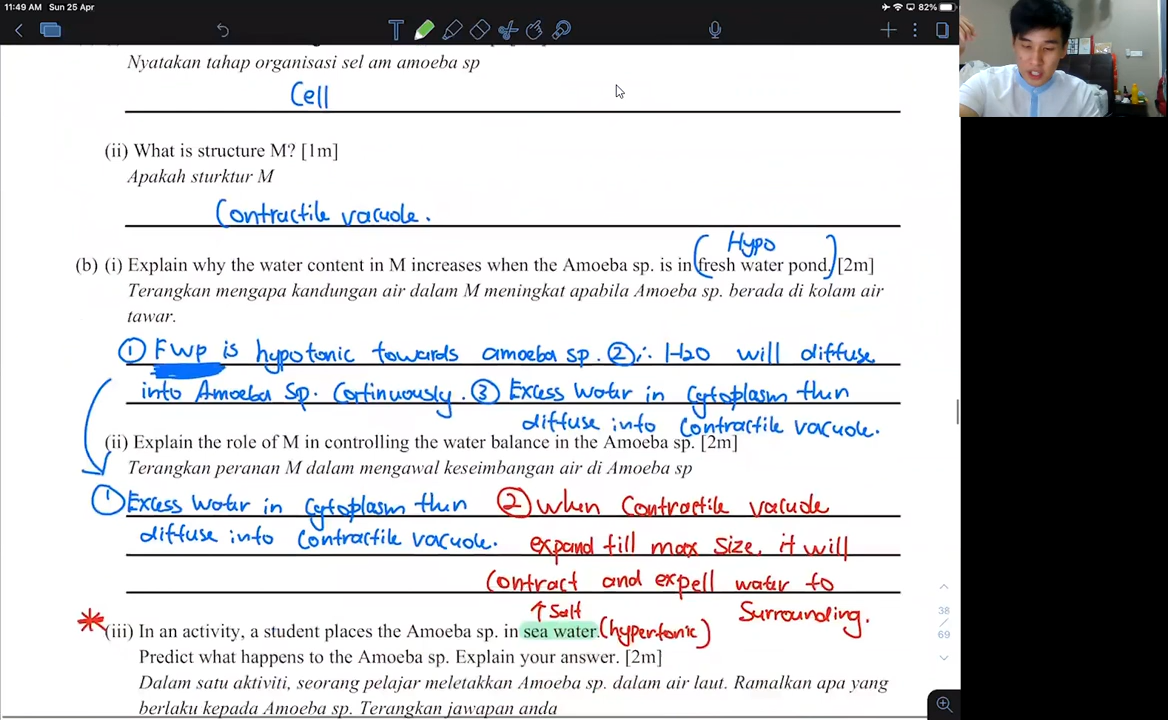 11:49 AM Sun 25 Apr
82%
Nyatakan tahap organisasi sel am amoeba sp
Cell
(ii) What is structure M? [1m]
Apakah sturktur M
Contractile vacuole.
Hypo
(b) (i) Explain why the water content in M increases when the Amoeba sp. is in (fresh water pond.) [2m]
Terangkan mengapa kandungan air dalam M meningkat apabila Amoeba sp. berada di kolam air
tawar.
① FWP is hypotonic towards amoeba sp. ② ∴ H2O will diffuse
into Amoeba sp. continuously. ③ Excess water in cytoplasm then
diffuse into contractile vacuole.
(ii) Explain the role of M in controlling the water balance in the Amoeba sp. [2m]
Terangkan peranan M dalam mengawal keseimbangan air di Amoeba sp
① Excess water in cytoplasm then
diffuse into contractile vacuole.
② when contractile vacuole
expand till max size, it will
contract and expell water to
surrounding.
↑ salt
* (iii) In an activity, a student places the Amoeba sp. in sea water. (hypertonic)
Predict what happens to the Amoeba sp. Explain your answer. [2m]
Dalam satu aktiviti, seorang pelajar meletakkan Amoeba sp. dalam air laut. Ramalkan apa yang
berlaku kepada Amoeba sp. Terangkan jawapan anda
38
69